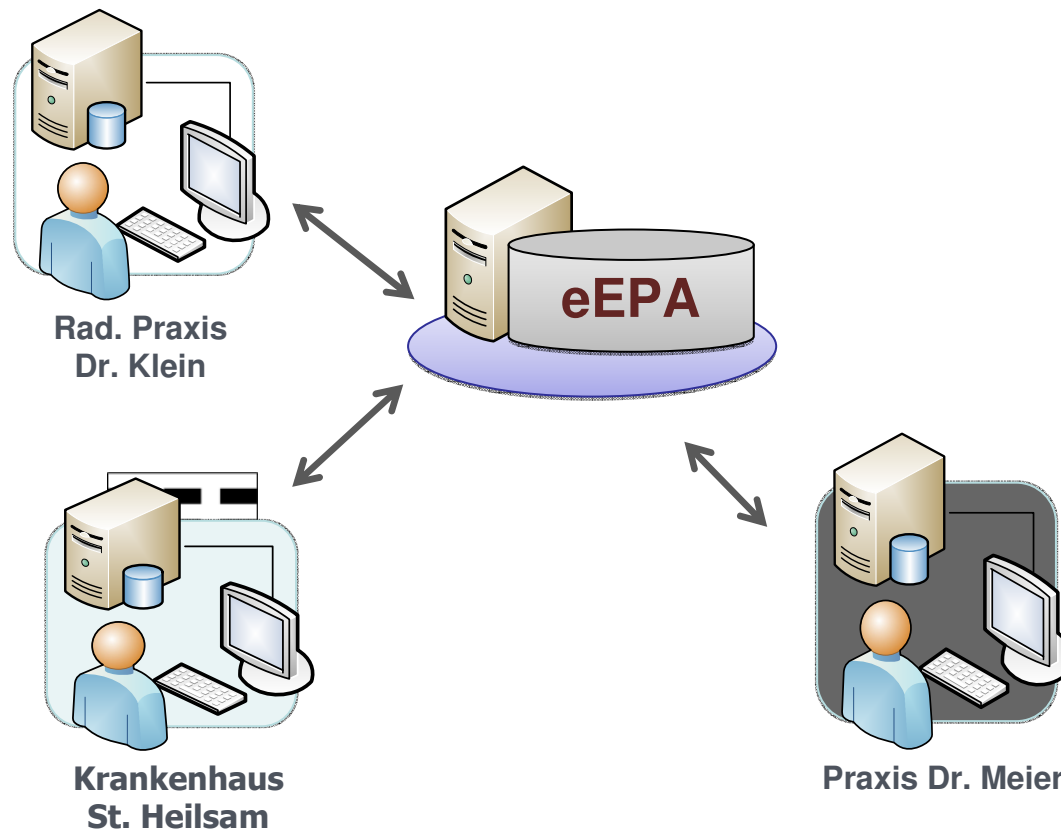 Rad. Praxis
Dr. Klein
eEPA
Krankenhaus
St. Heilsam
Praxis Dr. Meier